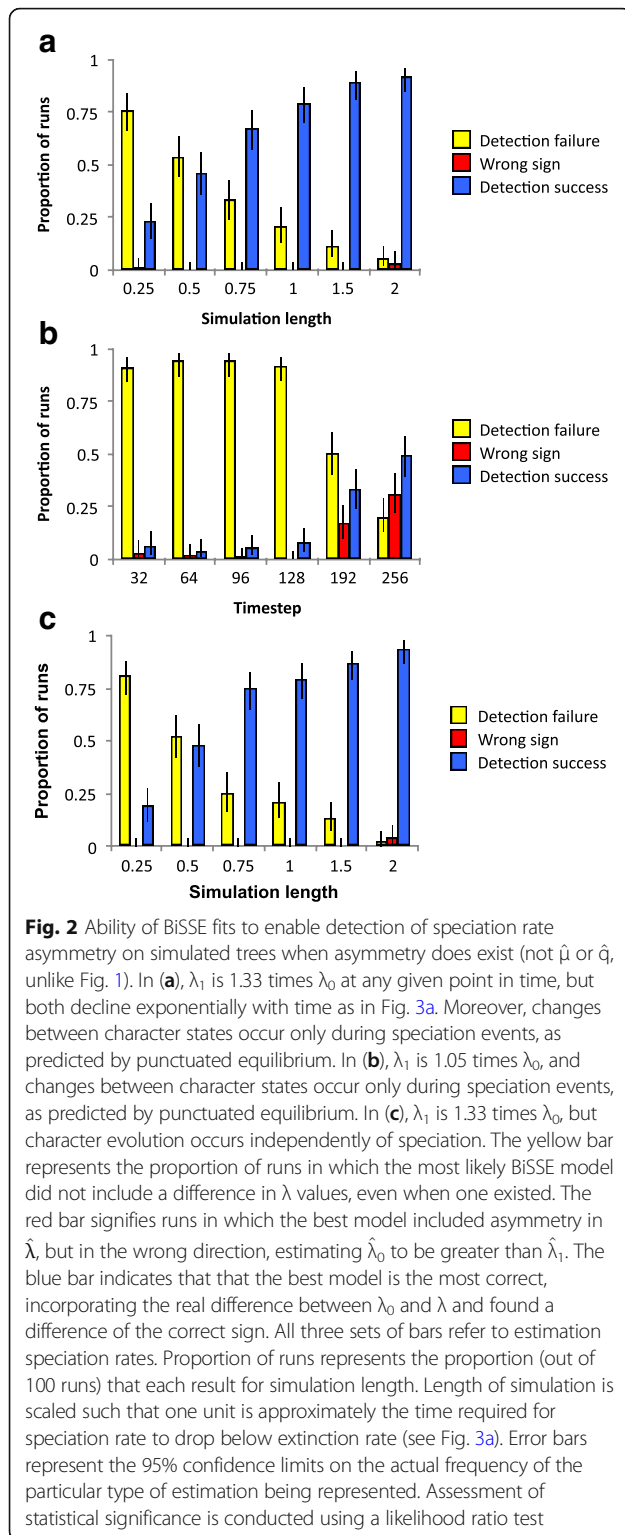 a
1
0.75
0.5
0.25
0
Proportion of runs
0.25 0.5 0.75 1 1.5 2
Simulation length
Detection failure
Wrong sign
Detection success
b
1
0.75
0.5
0.25
0
Proportion of runs
32 64 96 128 192 256
Timestep
Detection failure
Wrong sign
Detection success
c
1
0.75
0.5
0.25
0
Proportion of runs
0.25 0.5 0.75 1 1.5 2
Simulation length
Detection failure
Wrong sign
Detection success
Fig. 2 Ability of BiSSE fits to enable detection of speciation rate
asymmetry on simulated trees when asymmetry does exist (not μ̂ or q̂,
unlike Fig. 1). In (a), λ₁ is 1.33 times λ₀ at any given point in time, but
both decline exponentially with time as in Fig. 3a. Moreover, changes
between character states occur only during speciation events, as
predicted by punctuated equilibrium. In (b), λ₁ is 1.05 times λ₀, and
changes between character states occur only during speciation events,
as predicted by punctuated equilibrium. In (c), λ₁ is 1.33 times λ₀, but
character evolution occurs independently of speciation. The yellow bar
represents the proportion of runs in which the most likely BiSSE model
did not include a difference in λ values, even when one existed. The
red bar signifies runs in which the best model included asymmetry in
λ̂, but in the wrong direction, estimating λ̂₀ to be greater than λ̂₁. The
blue bar indicates that that the best model is the most correct,
incorporating the real difference between λ₀ and λ and found a
difference of the correct sign. All three sets of bars refer to estimation
speciation rates. Proportion of runs represents the proportion (out of
100 runs) that each result for simulation length. Length of simulation is
scaled such that one unit is approximately the time required for
speciation rate to drop below extinction rate (see Fig. 3a). Error bars
represent the 95% confidence limits on the actual frequency of the
particular type of estimation being represented. Assessment of
statistical significance is conducted using a likelihood ratio test